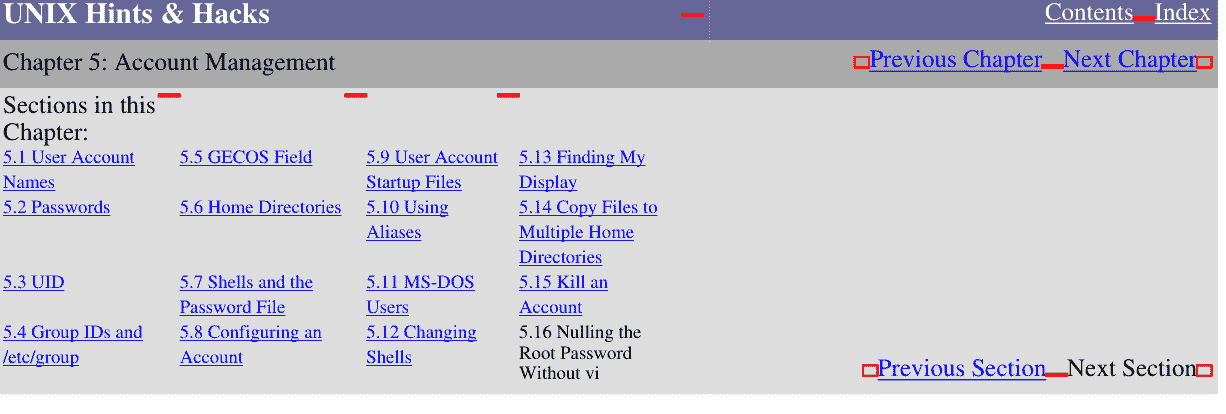 UNIX Hints & Hacks
Contents Index
Chapter 5: Account Management
Previous Chapter Next Chapter
Sections in this
Chapter:
5.1 User Account
Names
5.5 GECOS Field
5.9 User Account
Startup Files
5.13 Finding My
Display
5.2 Passwords
5.6 Home Directories
5.10 Using
Aliases
5.14 Copy Files to
Multiple Home
Directories
5.3 UID
5.7 Shells and the
Password File
5.11 MS-DOS
Users
5.15 Kill an
Account
5.4 Group IDs and
/etc/group
5.8 Configuring an
Account
5.12 Changing
Shells
5.16 Nulling the
Root Password
Without vi
Previous Section Next Section